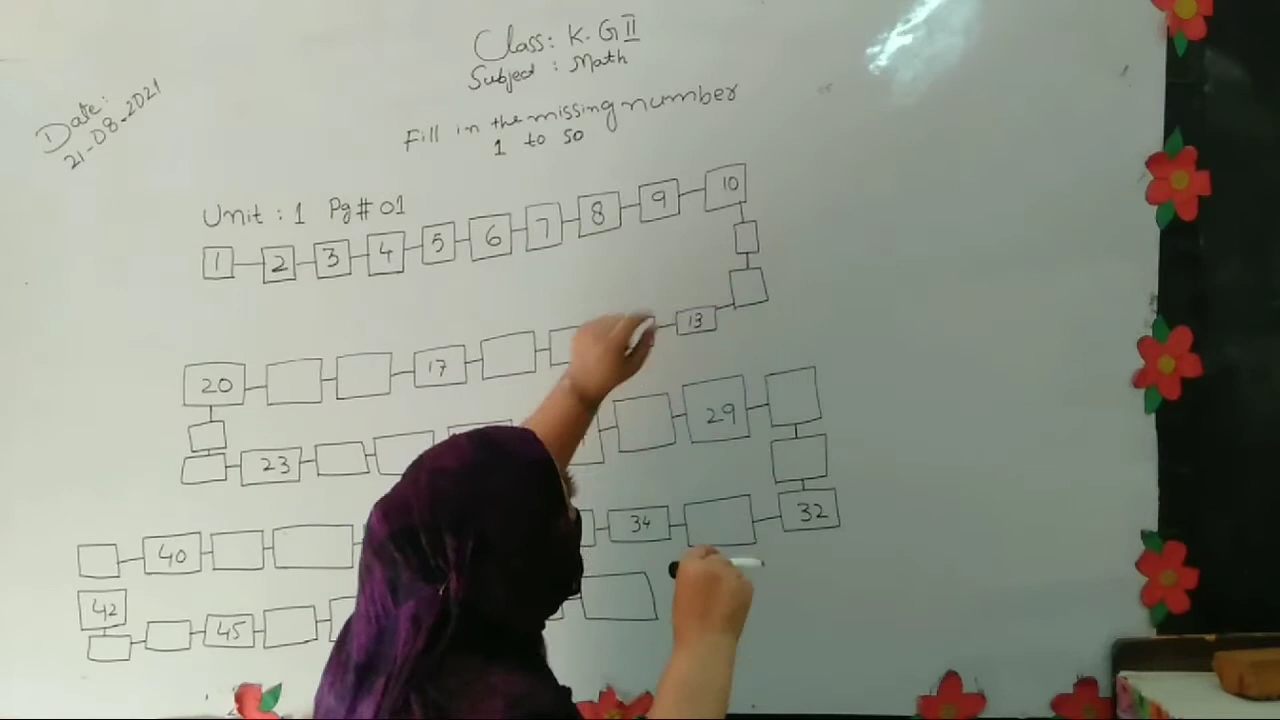 Class: K.G II
Subject: Math
Date:
21-08-2021
Fill in the missing number
1 to 50
Unit: 1 Pg# 01
1 2 3 4 5 6 7 8 9 10
13
20 17
29
23
34 32
40
42
45